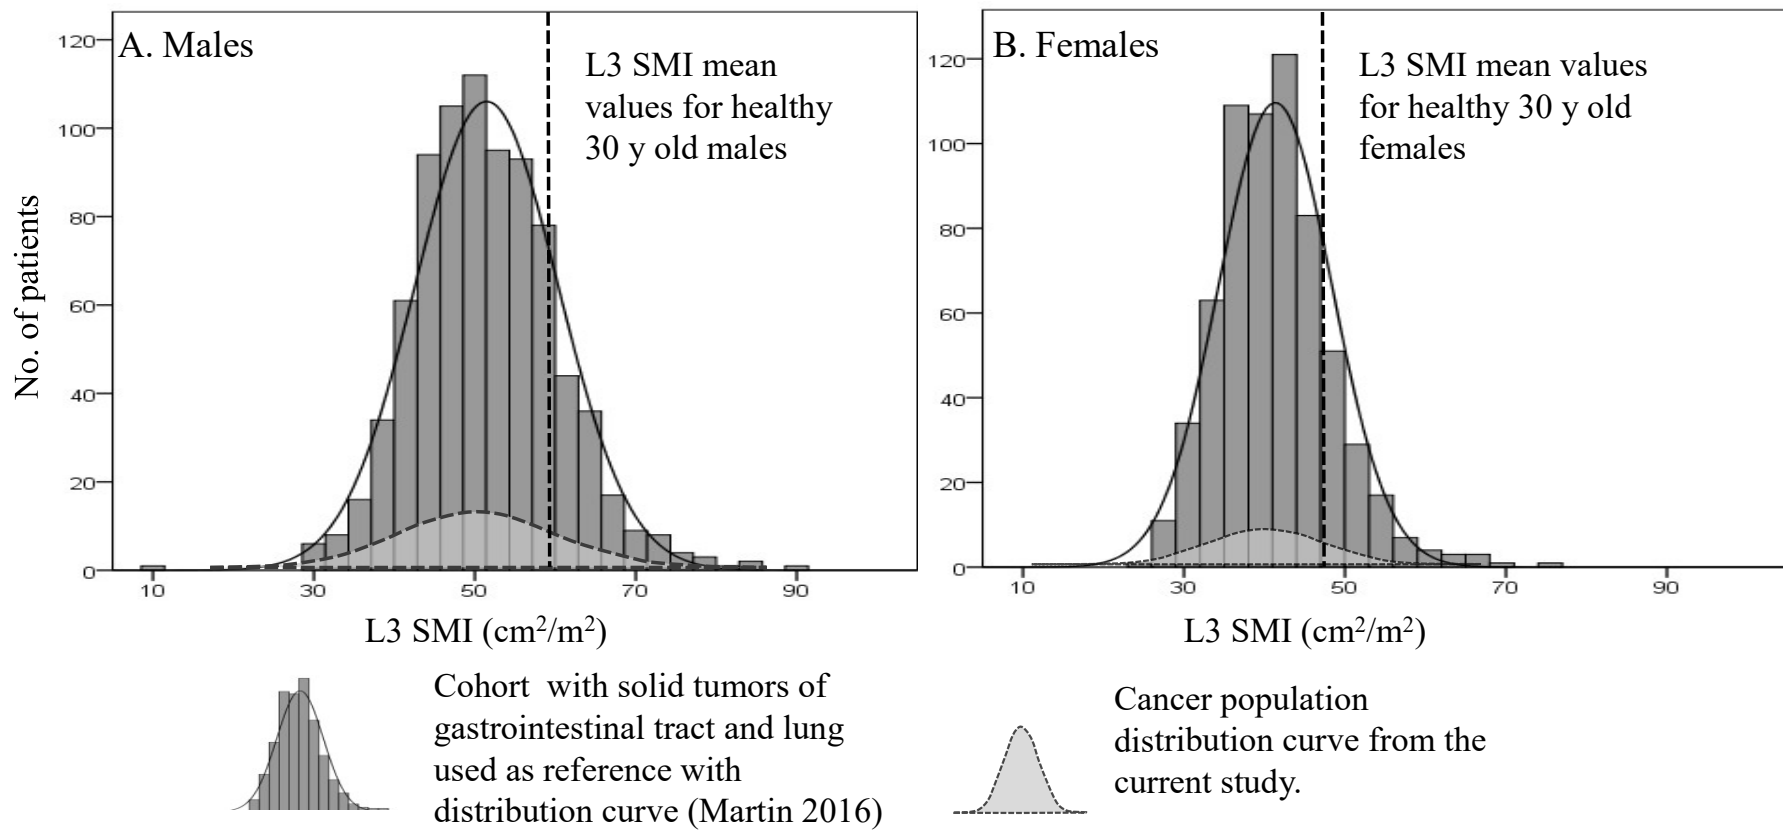 A. Males
L3 SMI mean
values for healthy
30 y old males
120
100
80
60
40
20
0
No. of patients
10 30 50 70 90
L3 SMI (cm²/m²)
B. Females
L3 SMI mean values
for healthy 30 y old
females
120
100
80
60
40
20
0
10 30 50 70 90
L3 SMI (cm²/m²)
Cohort with solid tumors of
gastrointestinal tract and lung
used as reference with
distribution curve (Martin 2016)
Cancer population
distribution curve from the
current study.